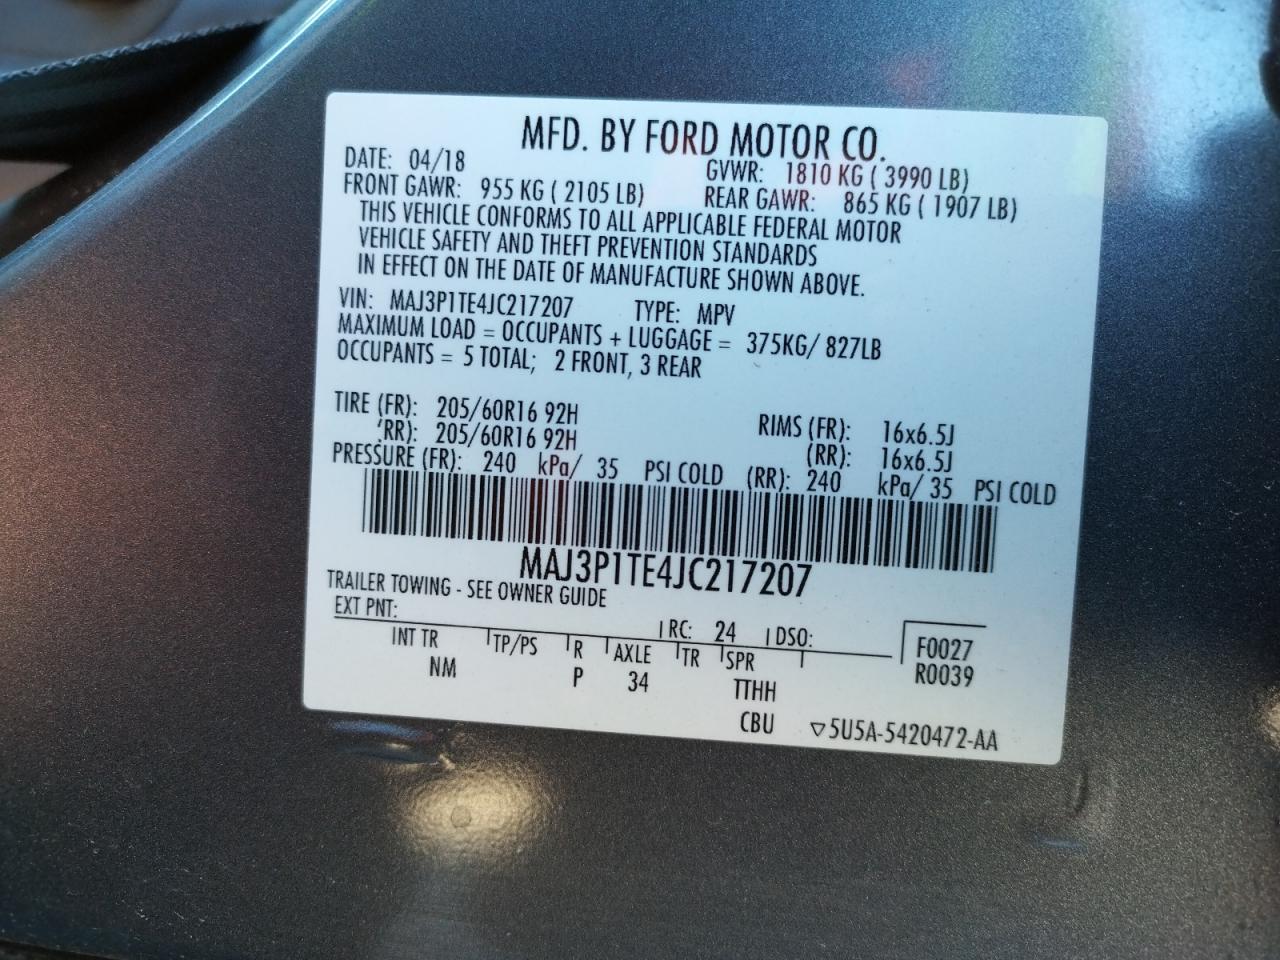 MFD. BY FORD MOTOR CO.
DATE: 04/18 GVWR: 1810 KG ( 3990 LB)
FRONT GAWR: 955 KG ( 2105 LB) REAR GAWR: 865 KG ( 1907 LB)
THIS VEHICLE CONFORMS TO ALL APPLICABLE FEDERAL MOTOR
VEHICLE SAFETY AND THEFT PREVENTION STANDARDS
IN EFFECT ON THE DATE OF MANUFACTURE SHOWN ABOVE.
VIN: MAJ3P1TE4JC217207 TYPE: MPV
MAXIMUM LOAD = OCCUPANTS + LUGGAGE = 375KG/ 827LB
OCCUPANTS = 5 TOTAL; 2 FRONT, 3 REAR
TIRE (FR): 205/60R16 92H RIMS (FR): 16x6.5J
(RR): 205/60R16 92H (RR): 16x6.5J
PRESSURE (FR): 240 kPa/ 35 PSI COLD (RR): 240 kPa/ 35 PSI COLD
MAJ3P1TE4JC217207
TRAILER TOWING - SEE OWNER GUIDE
EXT PNT: RC: 24 DSO:
INT TR TP/PS R AXLE TR SPR F0027
NM P 34 TTHH R0039
CBU ▽5U5A-5420472-AA